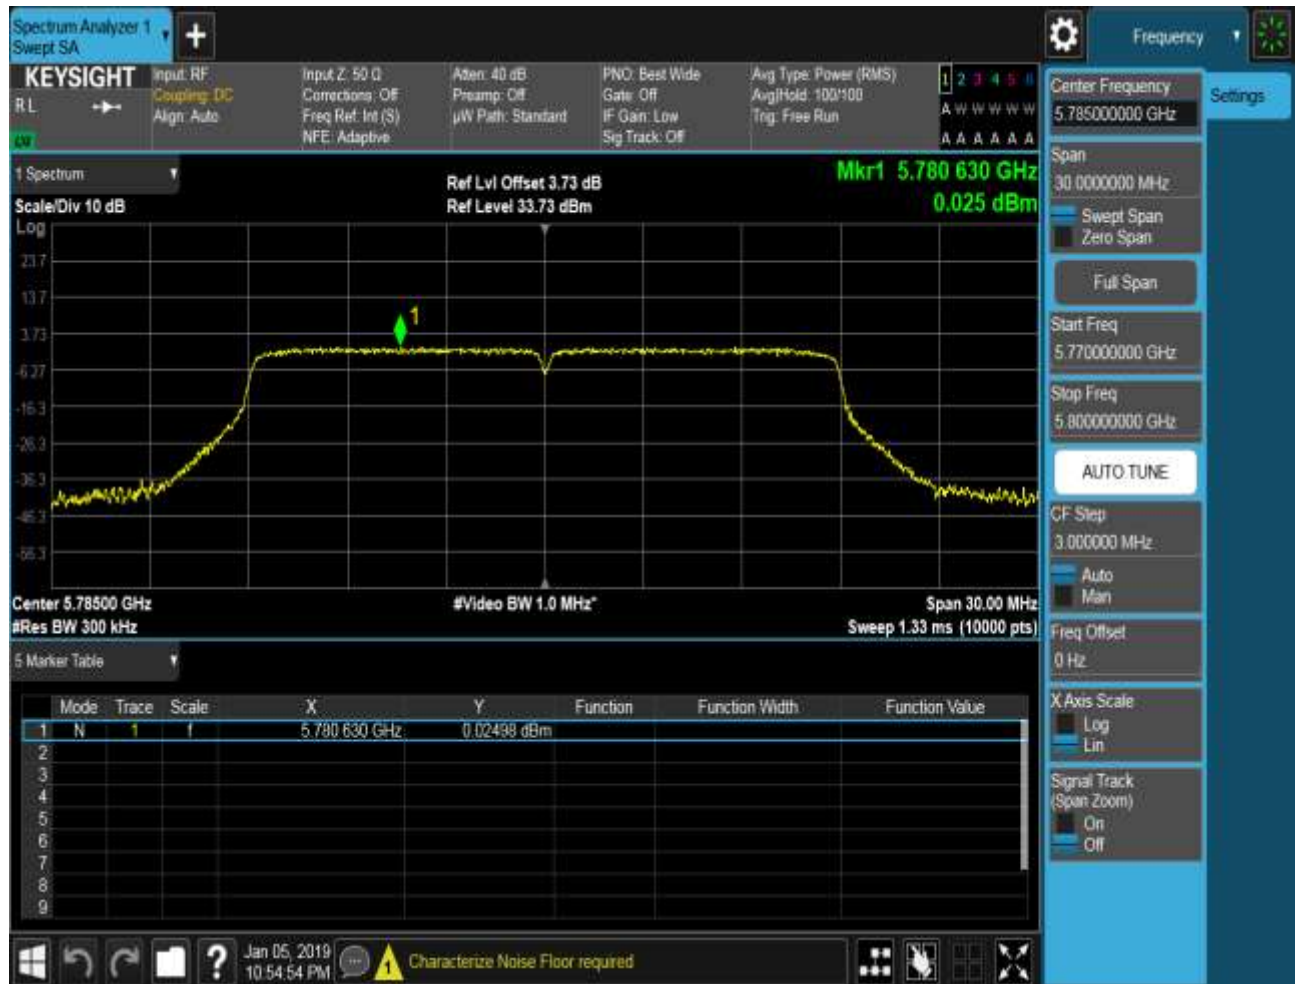 Spectrum Analyzer 1
Swept SA
Frequency
KEYSIGHT
RL
Input: RF
Coupling: DC
Align: Auto
Input Z: 50 Ω
Corrections: Off
Freq Ref: Int (S)
NFE: Adaptive
Atten: 40 dB
Preamp: Off
µW Path: Standard
PNO: Best Wide
Gate: Off
IF Gain: Low
Sig Track: Off
Avg Type: Power (RMS)
Avg|Hold: 100/100
Trig: Free Run
1 2 3 4 5 6
A W W W W W
A A A A A A
1 Spectrum
Scale/Div 10 dB
Log
Ref Lvl Offset 3.73 dB
Ref Level 33.73 dBm
Mkr1 5.780 630 GHz
0.025 dBm
23.7
13.7
3.73
-6.27
-16.3
-26.3
-36.3
-46.3
-56.3
1
Center 5.78500 GHz
#Res BW 300 kHz
#Video BW 1.0 MHz*
Span 30.00 MHz
Sweep 1.33 ms (10000 pts)
5 Marker Table
Mode Trace Scale X Y Function Function Width Function Value
1 N 1 f 5.780 630 GHz 0.02498 dBm
2
3
4
5
6
7
8
9
Jan 05, 2019
10:54:54 PM
Characterize Noise Floor required
Center Frequency
5.785000000 GHz
Settings
Span
30.0000000 MHz
Swept Span
Zero Span
Full Span
Start Freq
5.770000000 GHz
Stop Freq
5.800000000 GHz
AUTO TUNE
CF Step
3.000000 MHz
Auto
Man
Freq Offset
0 Hz
X Axis Scale
Log
Lin
Signal Track
(Span Zoom)
On
Off